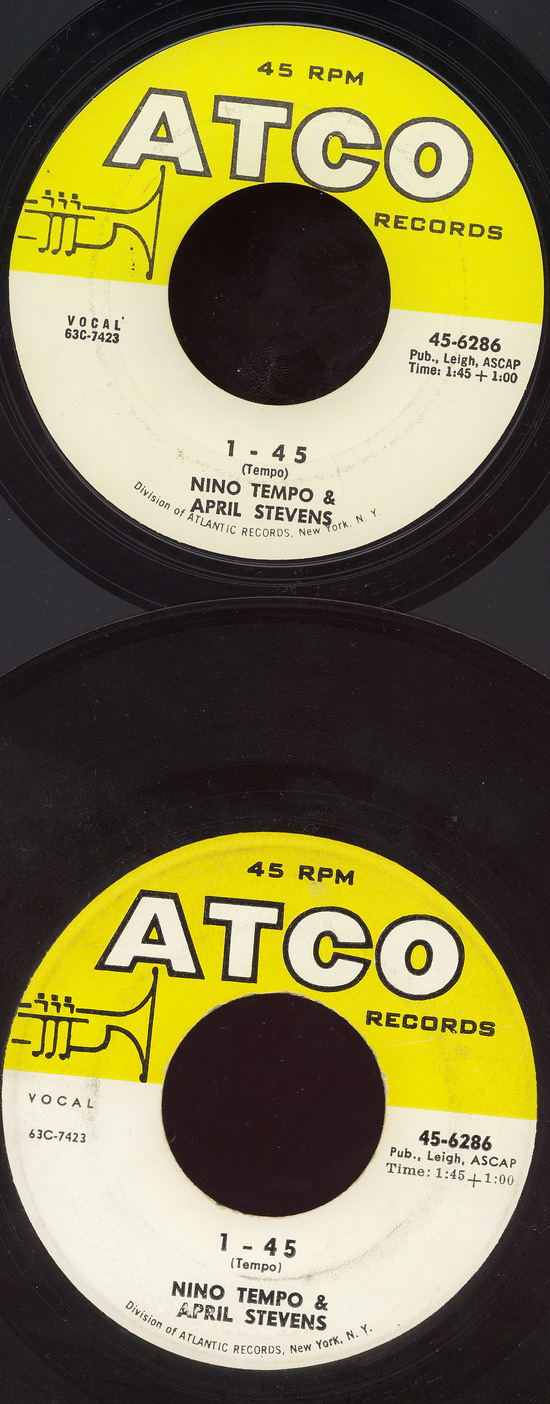 45 RPM
ATCO
RECORDS
VOCAL
63C-7423
45-6286
Pub., Leigh, ASCAP
Time: 1:45 + 1:00
1 - 45
(Tempo)
NINO TEMPO &
APRIL STEVENS
Division of ATLANTIC RECORDS, New York, N. Y.
45 RPM
ATCO
RECORDS
VOCAL
63C-7423
45-6286
Pub., Leigh, ASCAP
Time: 1:45 + 1:00
1 - 45
(Tempo)
NINO TEMPO &
APRIL STEVENS
Division of ATLANTIC RECORDS, New York, N. Y.